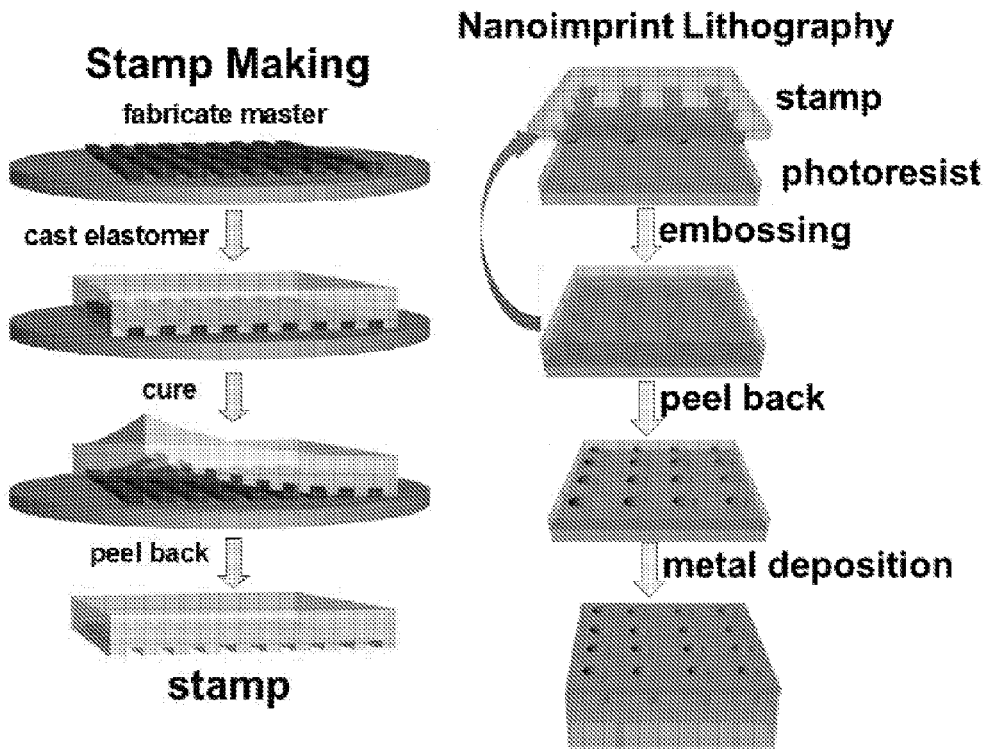 Stamp Making
fabricate master
cast elastomer
cure
peel back
stamp
Nanoimprint Lithography
stamp
photoresist
embossing
peel back
metal deposition